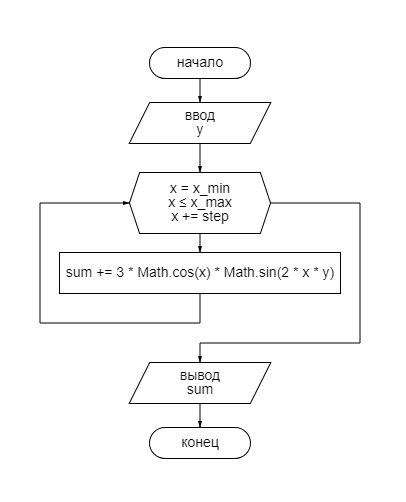 начало
ввод
y
x = x_min
x ≤ x_max
x += step
sum += 3 * Math.cos(x) * Math.sin(2 * x * y)
вывод
sum
конец